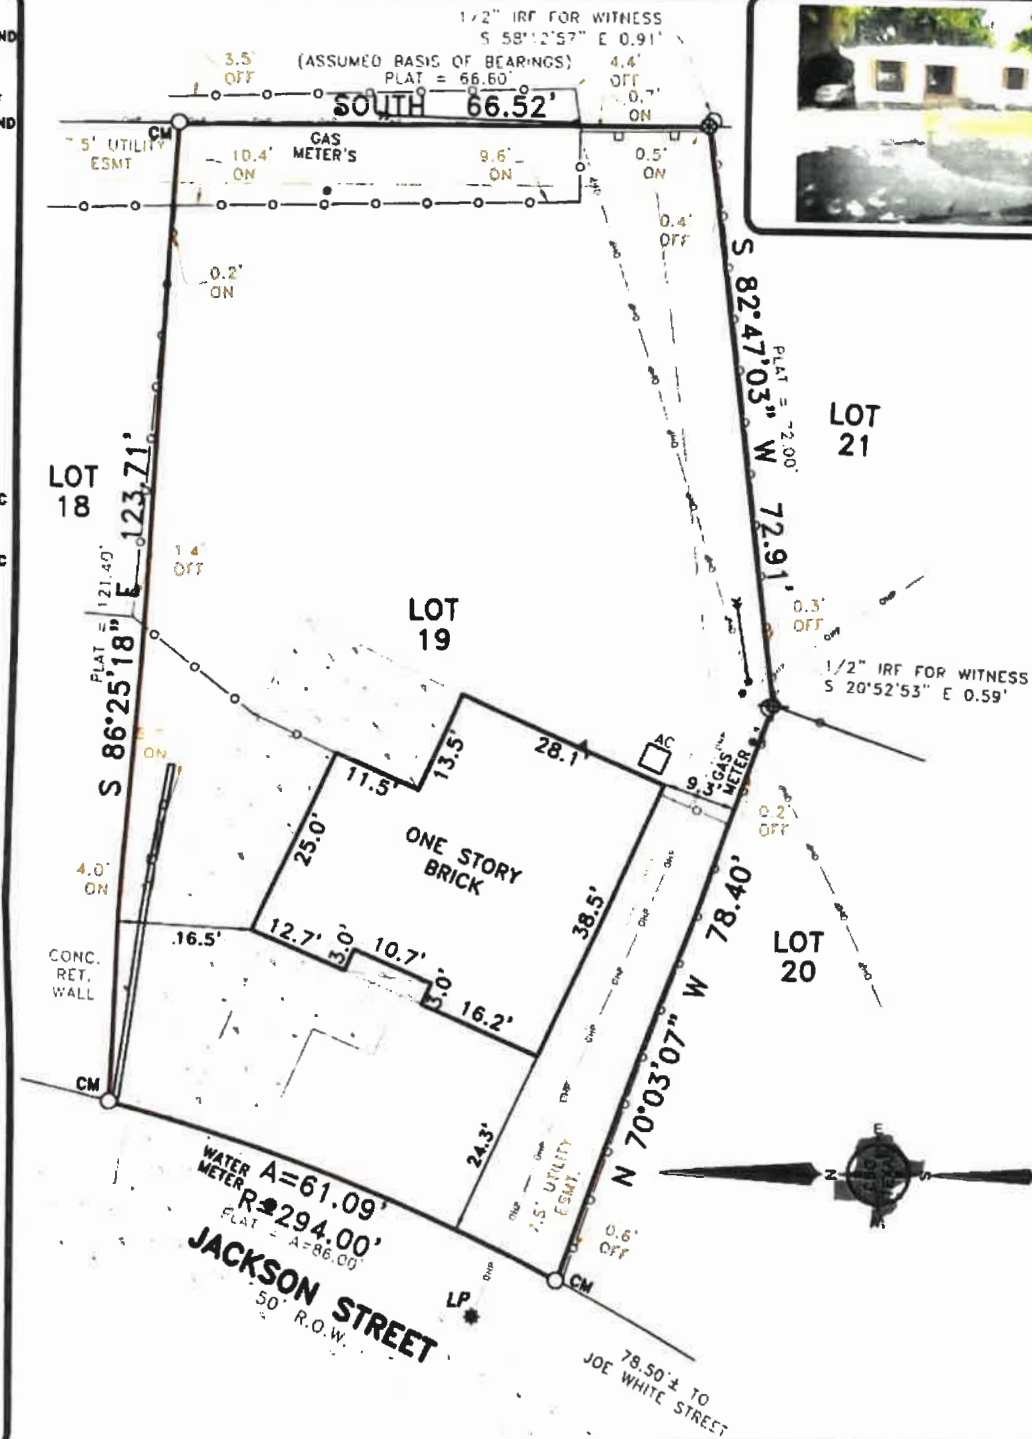 ND
1/2" IRF FOR WITNESS
S 58°12'57" E 0.91'
(ASSUMED BASIS OF BEARINGS)
PLAT = 66.60'
SOUTH 66.52'
3.5'
OFF
4.4'
OFF
0.7'
ON
ND
CM
GAS
METER'S
7.5' UTILITY
ESMT
10.4'
ON
9.6'
ON
0.5'
ON
0.4'
OFF
0.2'
ON
S 82°47'03" W 72.91'
PLAT = 72.00'
LOT
21
LOT
18
C
C
S 86°25'18" E 123.71'
PLAT = 121.40'
1.4'
OFF
LOT
19
0.3'
OFF
1/2" IRF FOR WITNESS
S 20°52'53" E 0.59'
ON
28.1'
AC
13.5'
11.5'
9.3'
"GAS"
METER
0.2'
OFF
25.0'
ONE STORY
BRICK
38.5'
4.0'
ON
16.5'
12.7'
3.0'
10.7'
3.0'
16.2'
N 70°03'07" W 78.40'
LOT
20
CONC.
RET.
WALL
CM
WATER
METER
A=61.09'
R=294.00'
PLAT = A=86.00'
JACKSON STREET
50' R.O.W.
24.3'
7.5' UTILITY
ESMT.
OHP
0.6'
OFF
CM
LP
78.50'± TO
JOE WHITE STREET
E
N
S
W